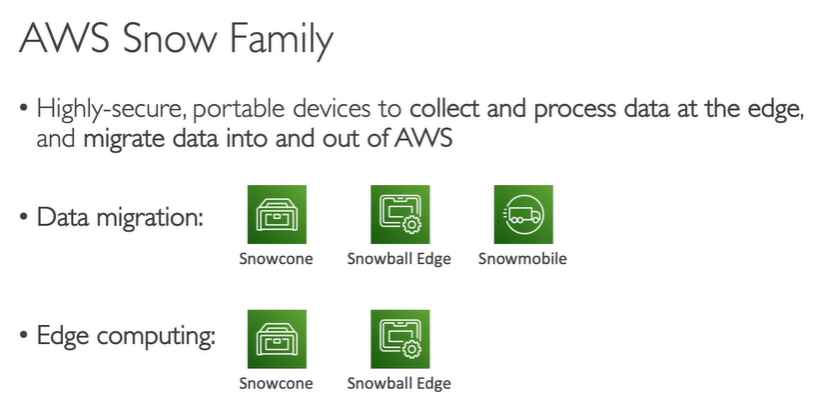 AWS Snow Family
• Highly-secure, portable devices to collect and process data at the edge,
and migrate data into and out of AWS
• Data migration:
Snowcone Snowball Edge Snowmobile
• Edge computing:
Snowcone Snowball Edge